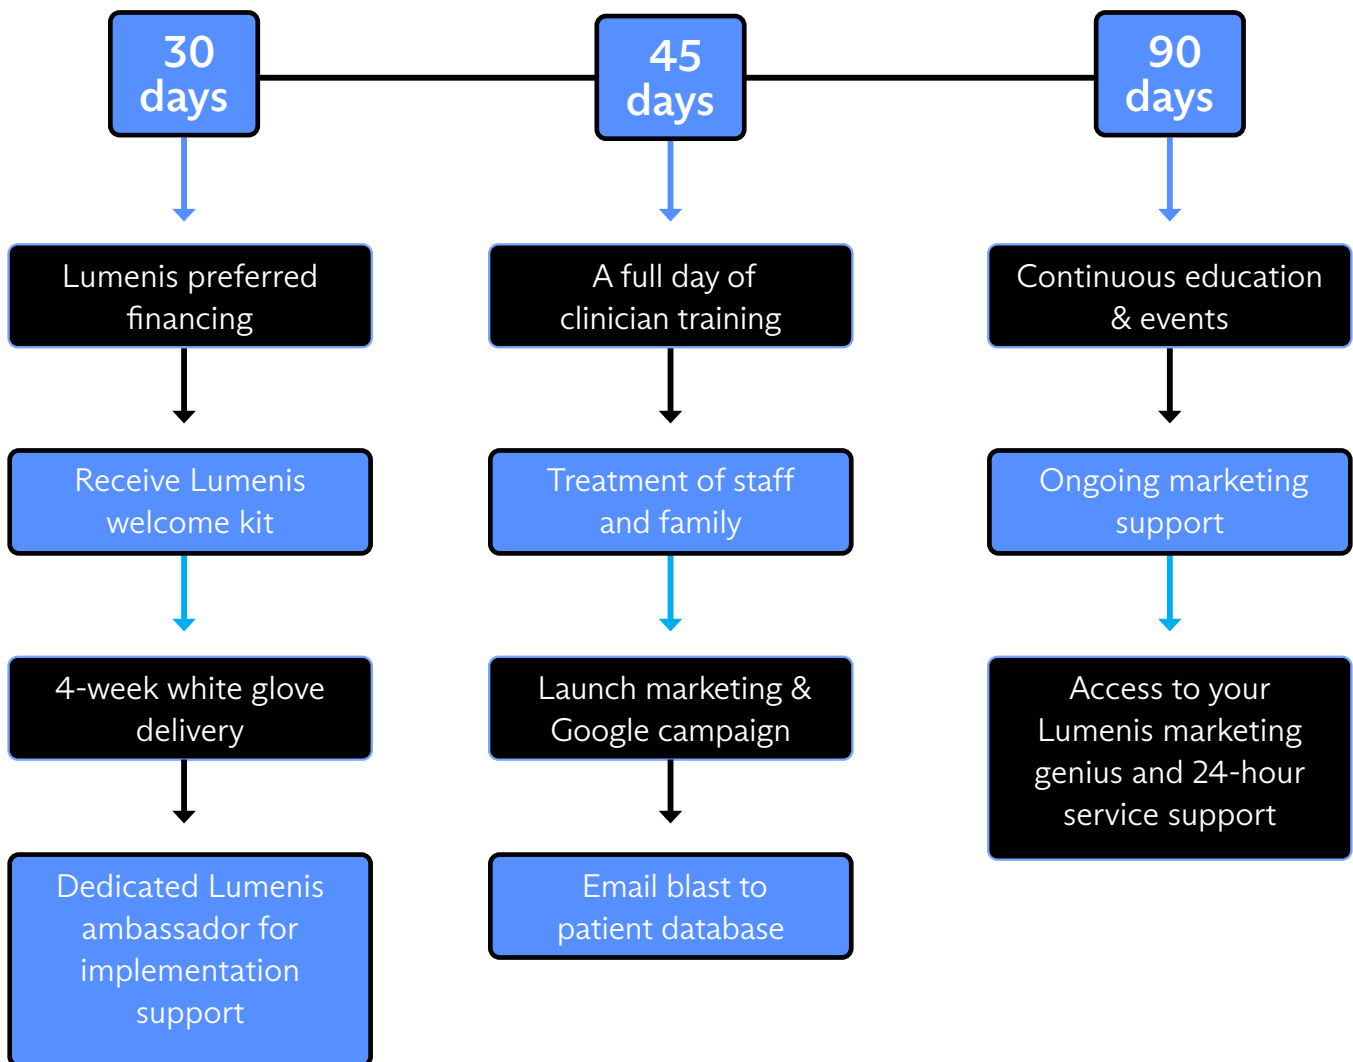 30
days
45
days
90
days
Lumenis preferred
financing
Receive Lumenis
welcome kit
4-week white glove
delivery
Dedicated Lumenis
ambassador for
implementation
support
A full day of
clinician training
Treatment of staff
and family
Launch marketing &
Google campaign
Email blast to
patient database
Continuous education
& events
Ongoing marketing
support
Access to your
Lumenis marketing
genius and 24-hour
service support